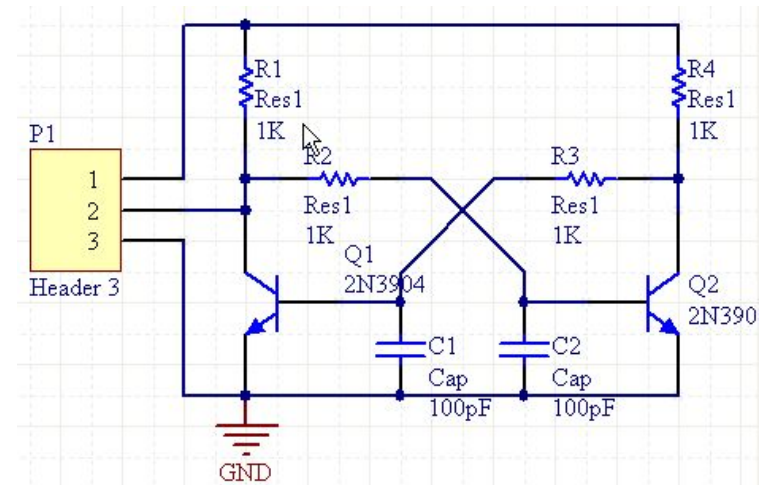 P1
1
2
3
Header 3
R1
Res1
1K
R2
Res1
1K
R3
Res1
1K
R4
Res1
1K
Q1
2N3904
Q2
2N390
C1
Cap
100pF
C2
Cap
100pF
GND